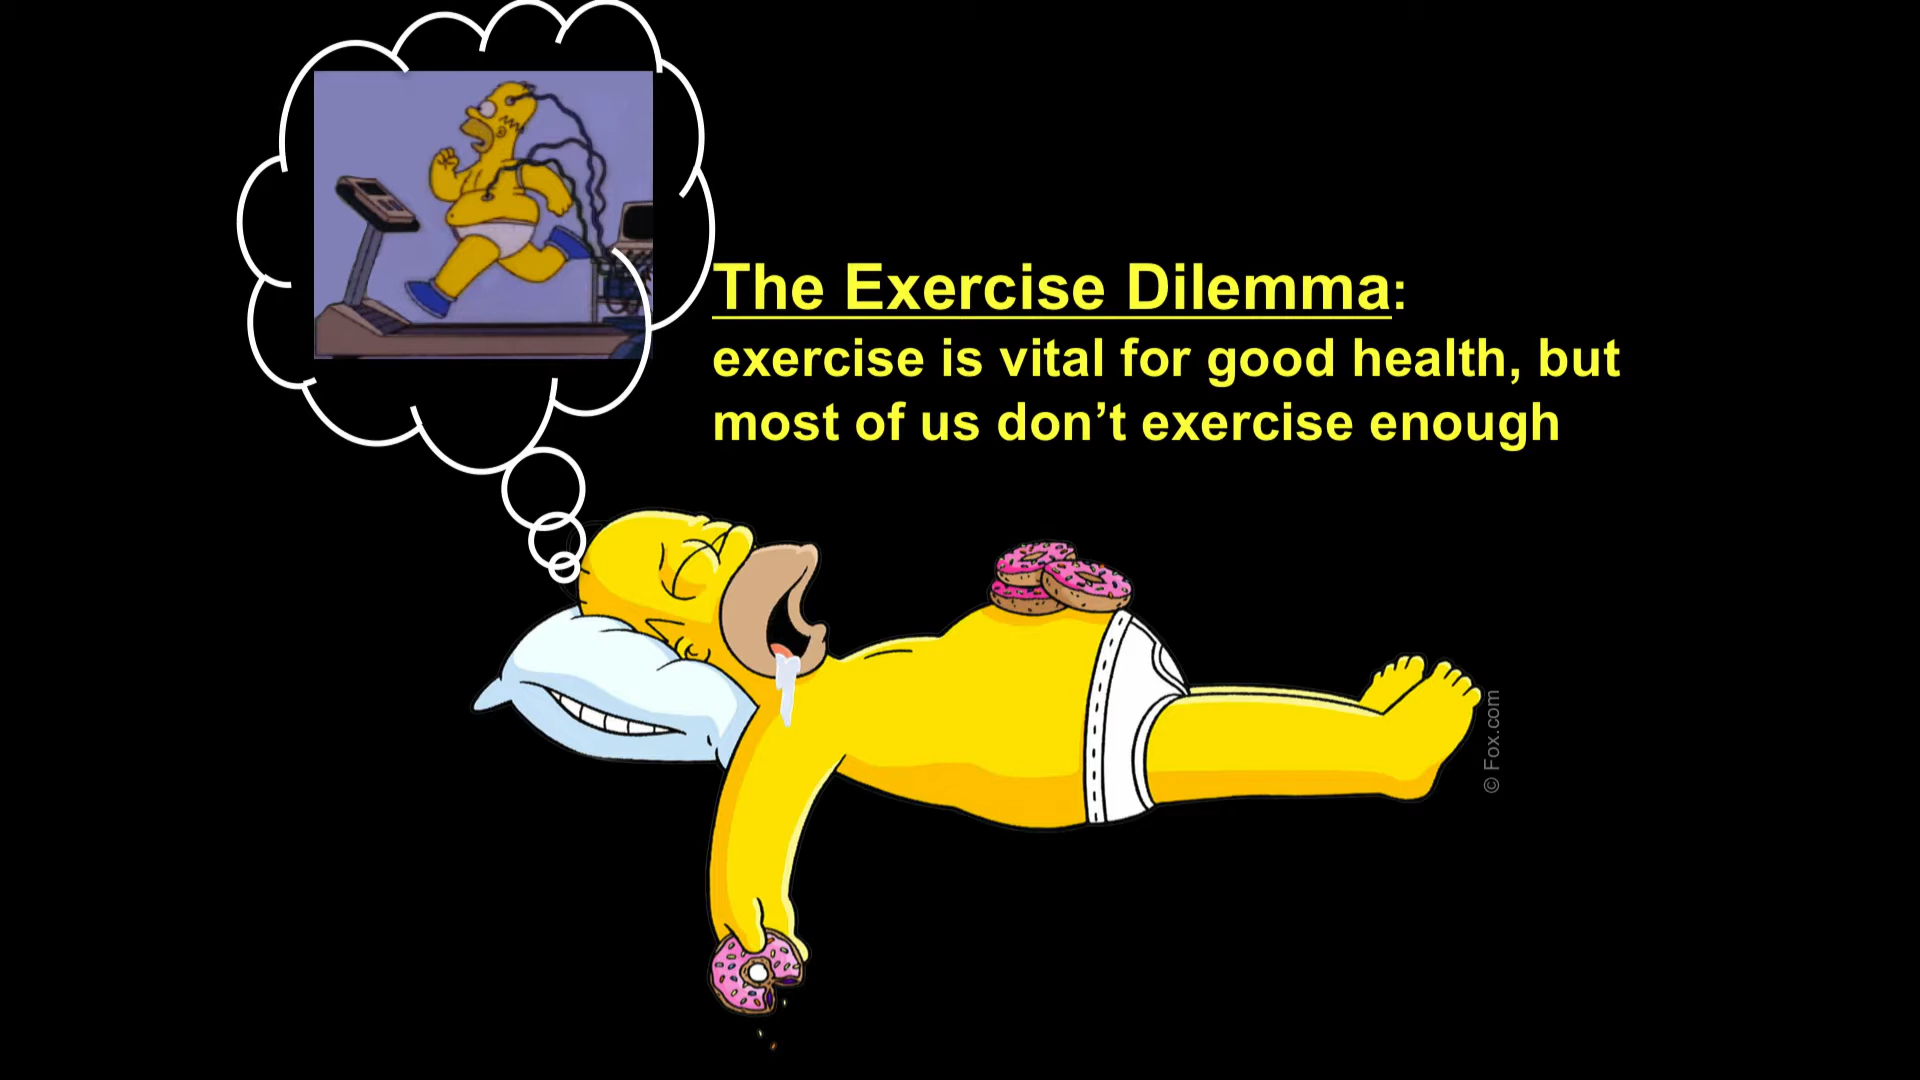 The Exercise Dilemma:
exercise is vital for good health, but
most of us don’t exercise enough
© Fox.com